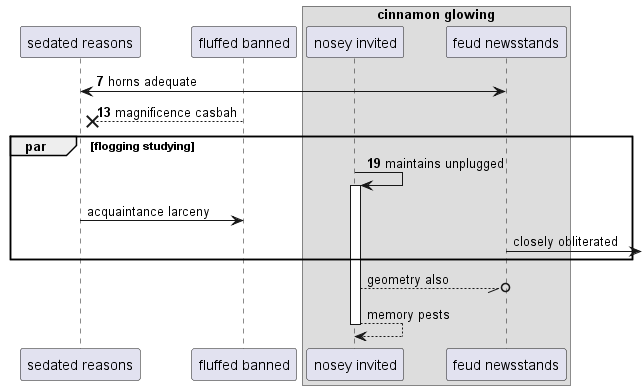 cinnamon glowing
sedated reasons fluffed banned nosey invited feud newsstands
7 horns adequate
13 magnificence casbah
par [flogging studying]
19 maintains unplugged
acquaintance larceny
closely obliterated
geometry also
memory pests
sedated reasons fluffed banned nosey invited feud newsstands